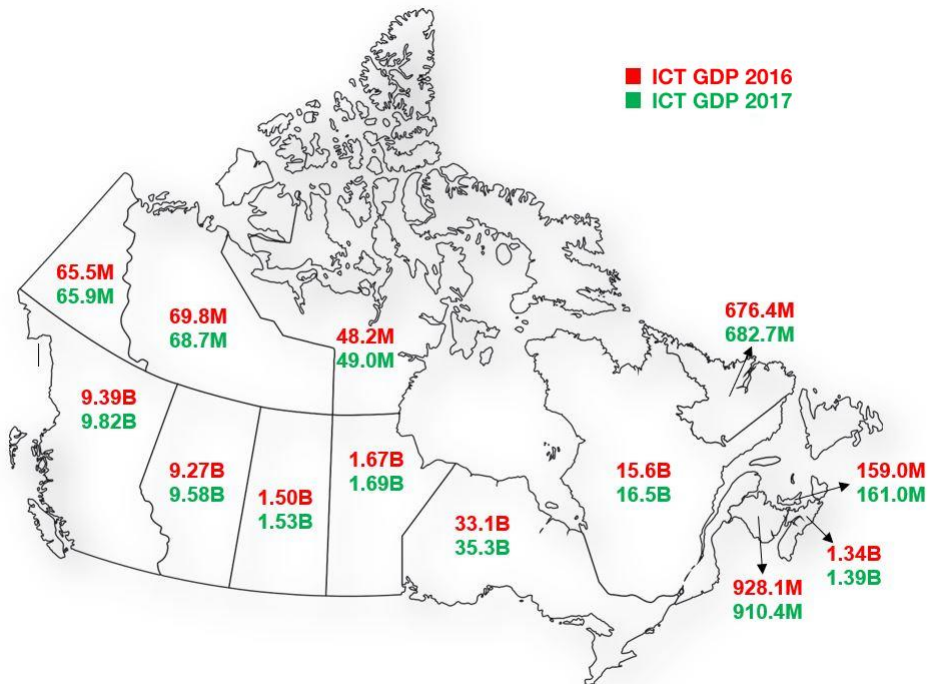 ICT GDP 2016
ICT GDP 2017
65.5M
65.9M
69.8M
68.7M
48.2M
49.0M
676.4M
682.7M
9.39B
9.82B
9.27B
9.58B
1.50B
1.53B
1.67B
1.69B
33.1B
35.3B
15.6B
16.5B
159.0M
161.0M
1.34B
1.39B
928.1M
910.4M